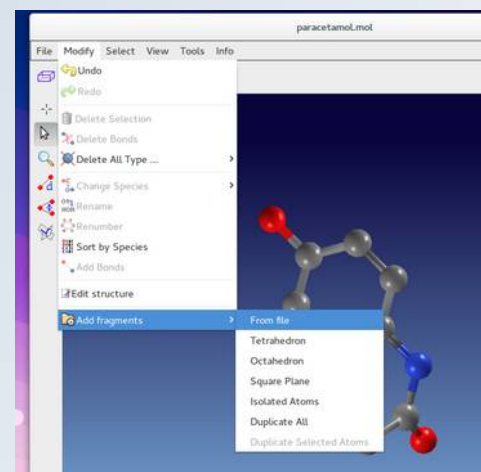 paracetamol.mol
File Modify Select View Tools Info
Undo
Redo
Delete Selection
Delete Bonds
Delete All Type ...
Change Species
Rename
Renumber
Sort by Species
Add Bonds
Edit structure
Add fragments
From file
Tetrahedron
Octahedron
Square Plane
Isolated Atoms
Duplicate All
Duplicate Selected Atoms